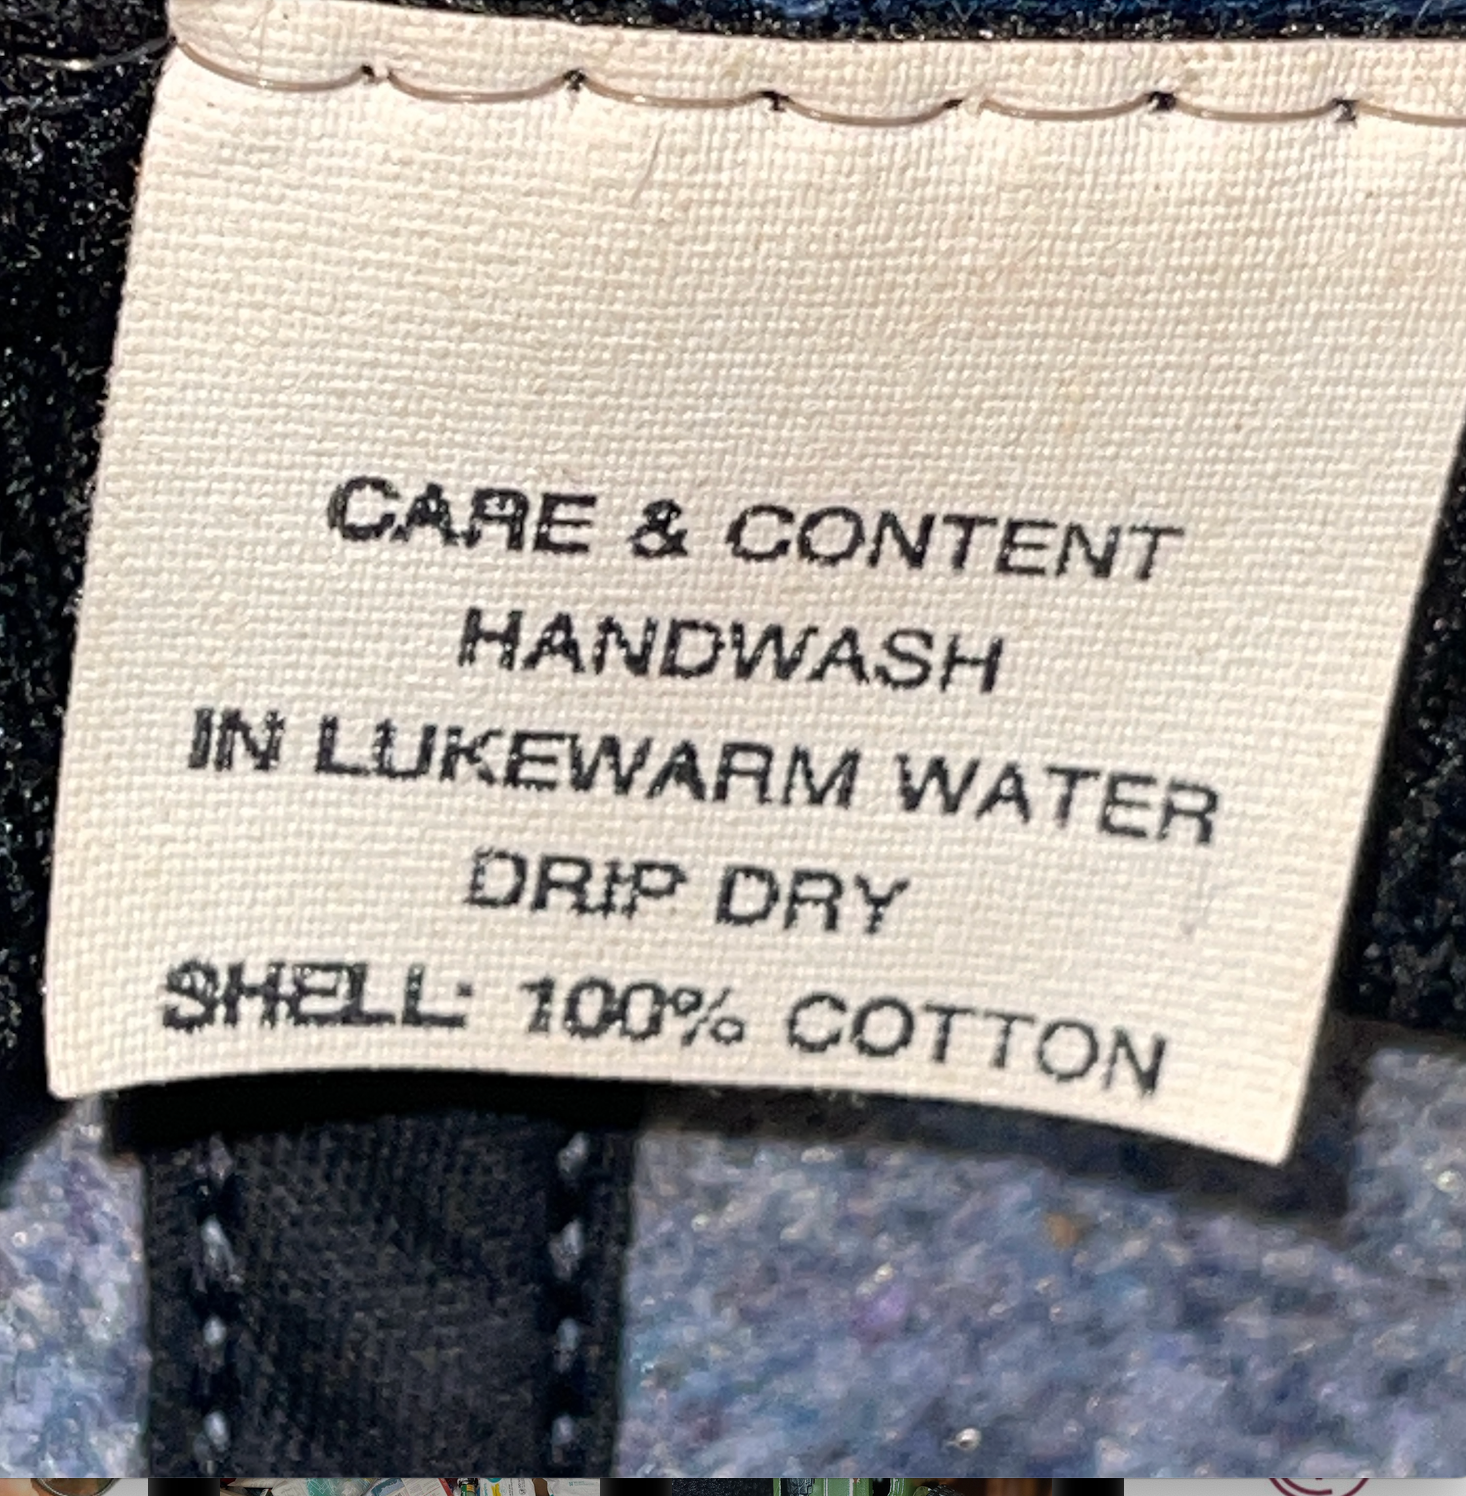 CARE & CONTENT
HANDWASH
IN LUKEWARM WATER
DRIP DRY
SHELL: 100% COTTON